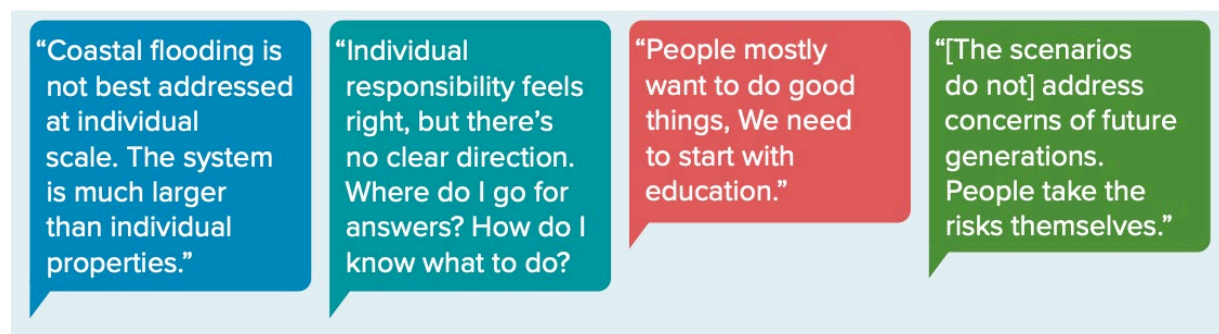 “Coastal flooding is
not best addressed
at individual
scale. The system
is much larger
than individual
properties.”
“Individual
responsibility feels
right, but there’s
no clear direction.
Where do I go for
answers? How do I
know what to do?
“People mostly
want to do good
things, We need
to start with
education.”
“[The scenarios
do not] address
concerns of future
generations.
People take the
risks themselves.”